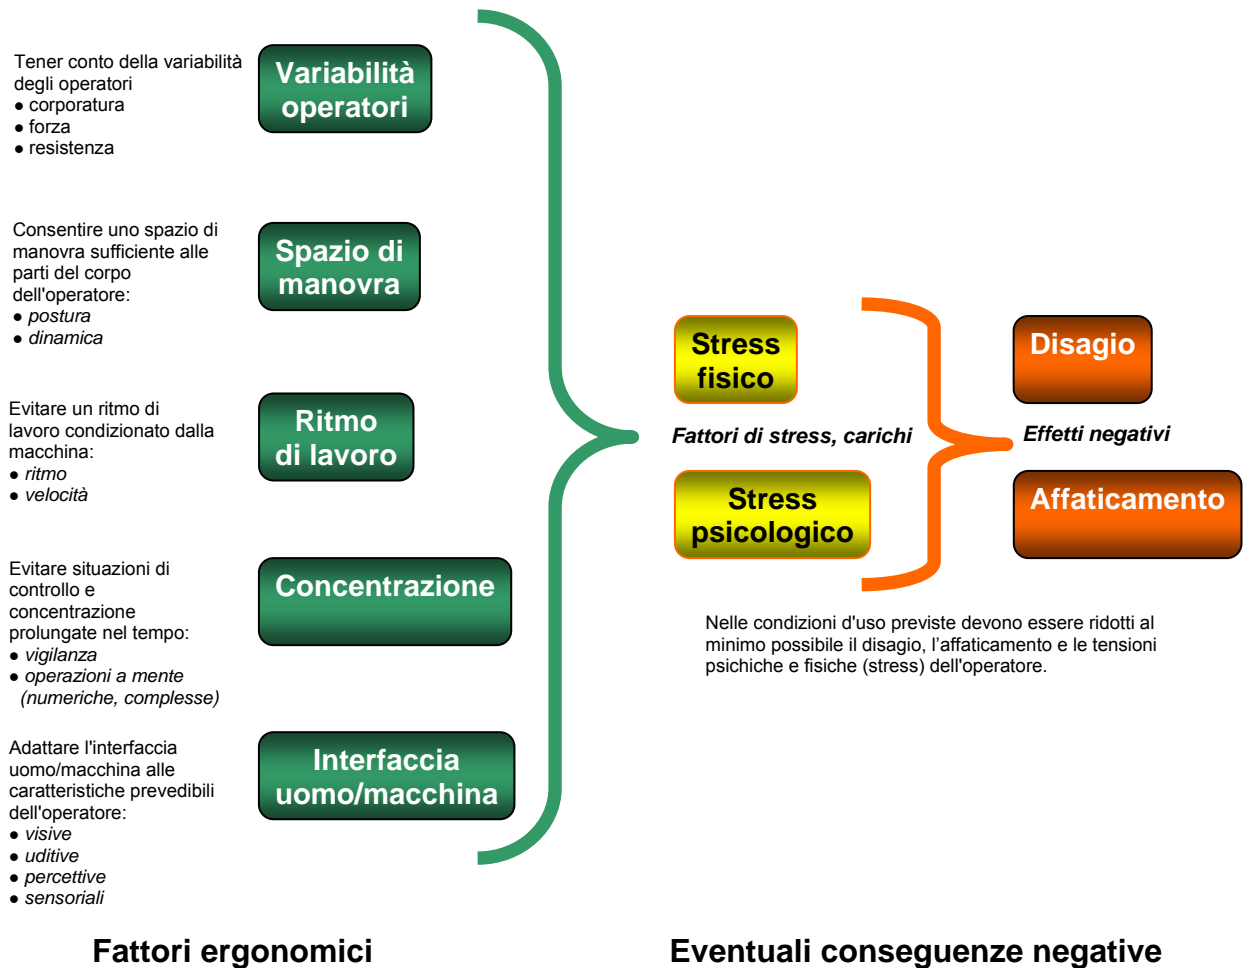 Tener conto della variabilità
degli operatori
● corporatura
● forza
● resistenza
Variabilità
operatori
Consentire uno spazio di
manovra sufficiente alle
parti del corpo
dell'operatore:
● postura
● dinamica
Spazio di
manovra
Evitare un ritmo di
lavoro condizionato dalla
macchina:
● ritmo
● velocità
Ritmo
di lavoro
Evitare situazioni di
controllo e
concentrazione
prolungate nel tempo:
● vigilanza
● operazioni a mente
(numeriche, complesse)
Concentrazione
Adattare l'interfaccia
uomo/macchina alle
caratteristiche prevedibili
dell'operatore:
● visive
● uditive
● percettive
● sensoriali
Interfaccia
uomo/macchina
Stress
fisico
Fattori di stress, carichi
Stress
psicologico
Disagio
Effetti negativi
Affaticamento
Nelle condizioni d'uso previste devono essere ridotti al
minimo possibile il disagio, l’affaticamento e le tensioni
psichiche e fisiche (stress) dell'operatore.
Fattori ergonomici
Eventuali conseguenze negative